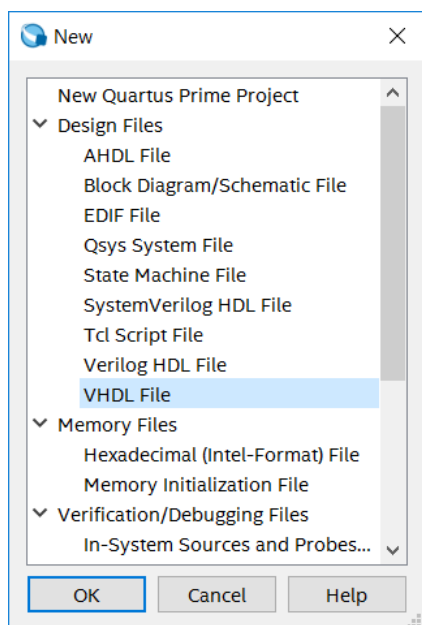 New
New Quartus Prime Project
Design Files
AHDL File
Block Diagram/Schematic File
EDIF File
Qsys System File
State Machine File
SystemVerilog HDL File
Tcl Script File
Verilog HDL File
VHDL File
Memory Files
Hexadecimal (Intel-Format) File
Memory Initialization File
Verification/Debugging Files
In-System Sources and Probes...
OK Cancel Help